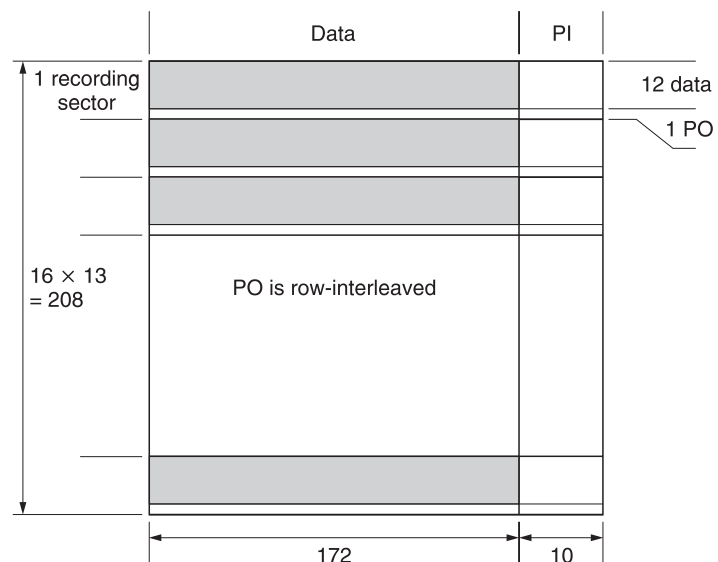 Data
PI
1 recording
sector
12 data
1 PO
16 × 13
= 208
PO is row-interleaved
172
10